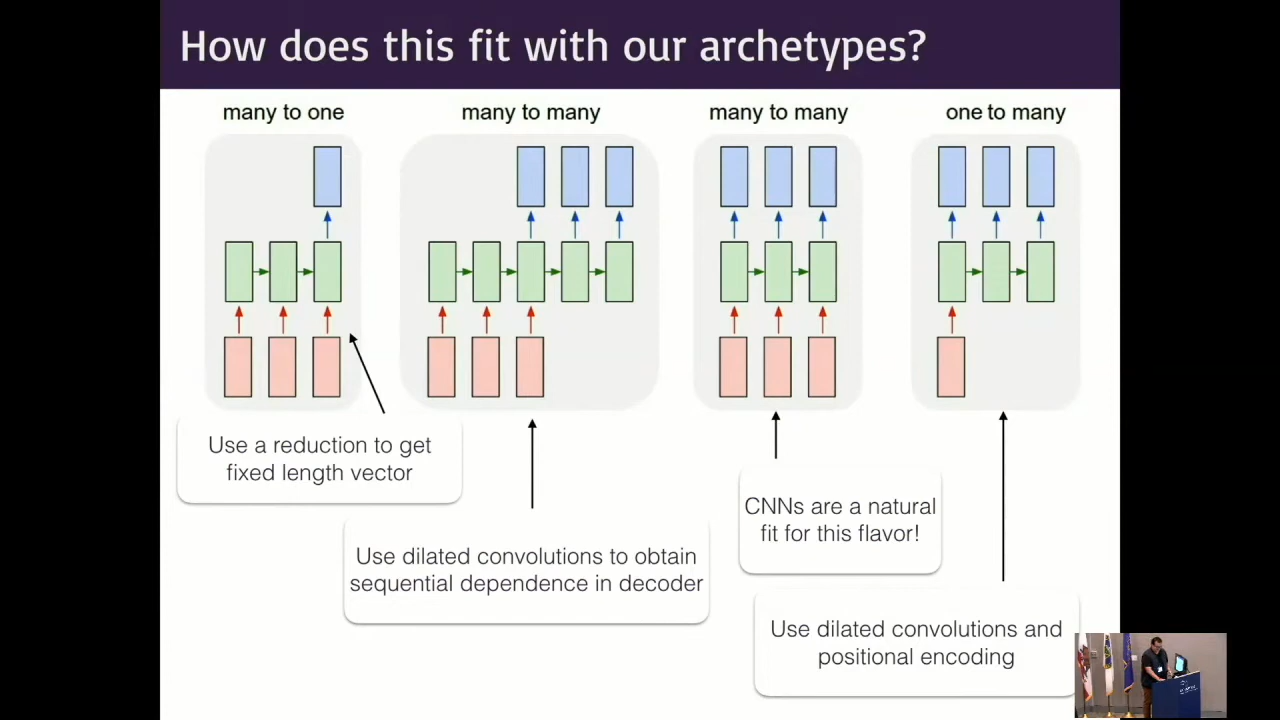 How does this fit with our archetypes?
many to one
many to many
many to many
one to many
Use a reduction to get
fixed length vector
Use dilated convolutions to obtain
sequential dependence in decoder
CNNs are a natural
fit for this flavor!
Use dilated convolutions and
positional encoding